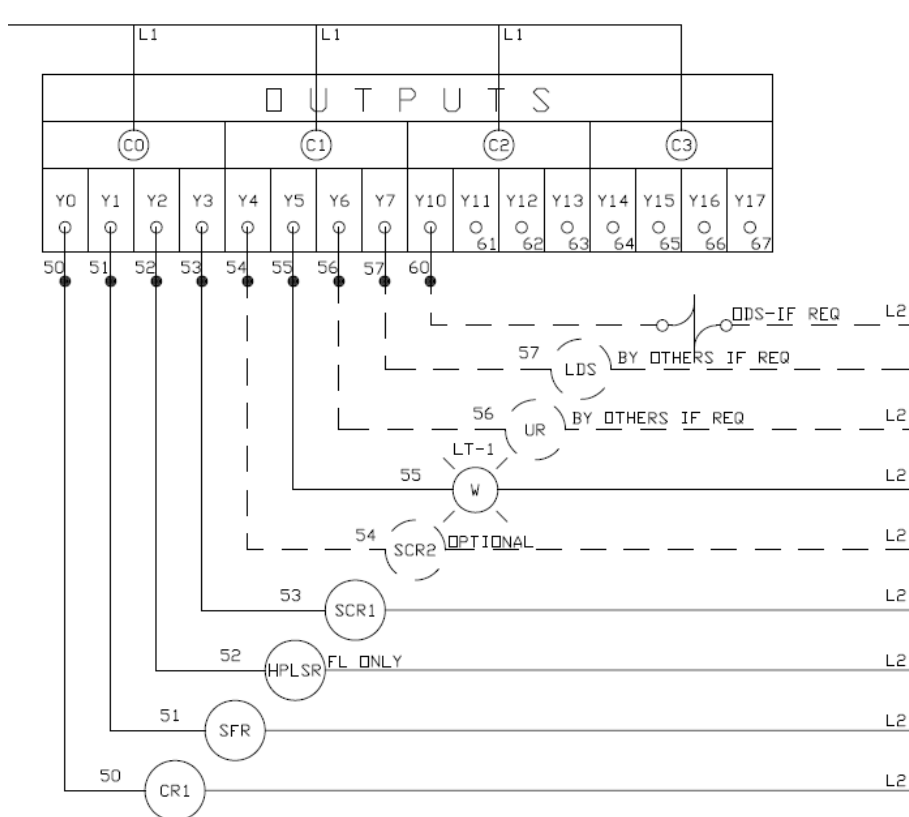 L1 L1 L1
OUTPUTS
C0 C1 C2 C3
Y0 Y1 Y2 Y3 Y4 Y5 Y6 Y7 Y10 Y11 Y12 Y13 Y14 Y15 Y16 Y17
61 62 63 64 65 66 67
50 51 52 53 54 55 56 57 60
ODS-IF REQ L2
57 LDS BY OTHERS IF REQ
56 UR BY OTHERS IF REQ L2
LT-1
55 W L2
54 SCR2 OPTIONAL L2
53 SCR1 L2
52 HPLSR FL ONLY L2
51 SFR L2
50 CR1 L2